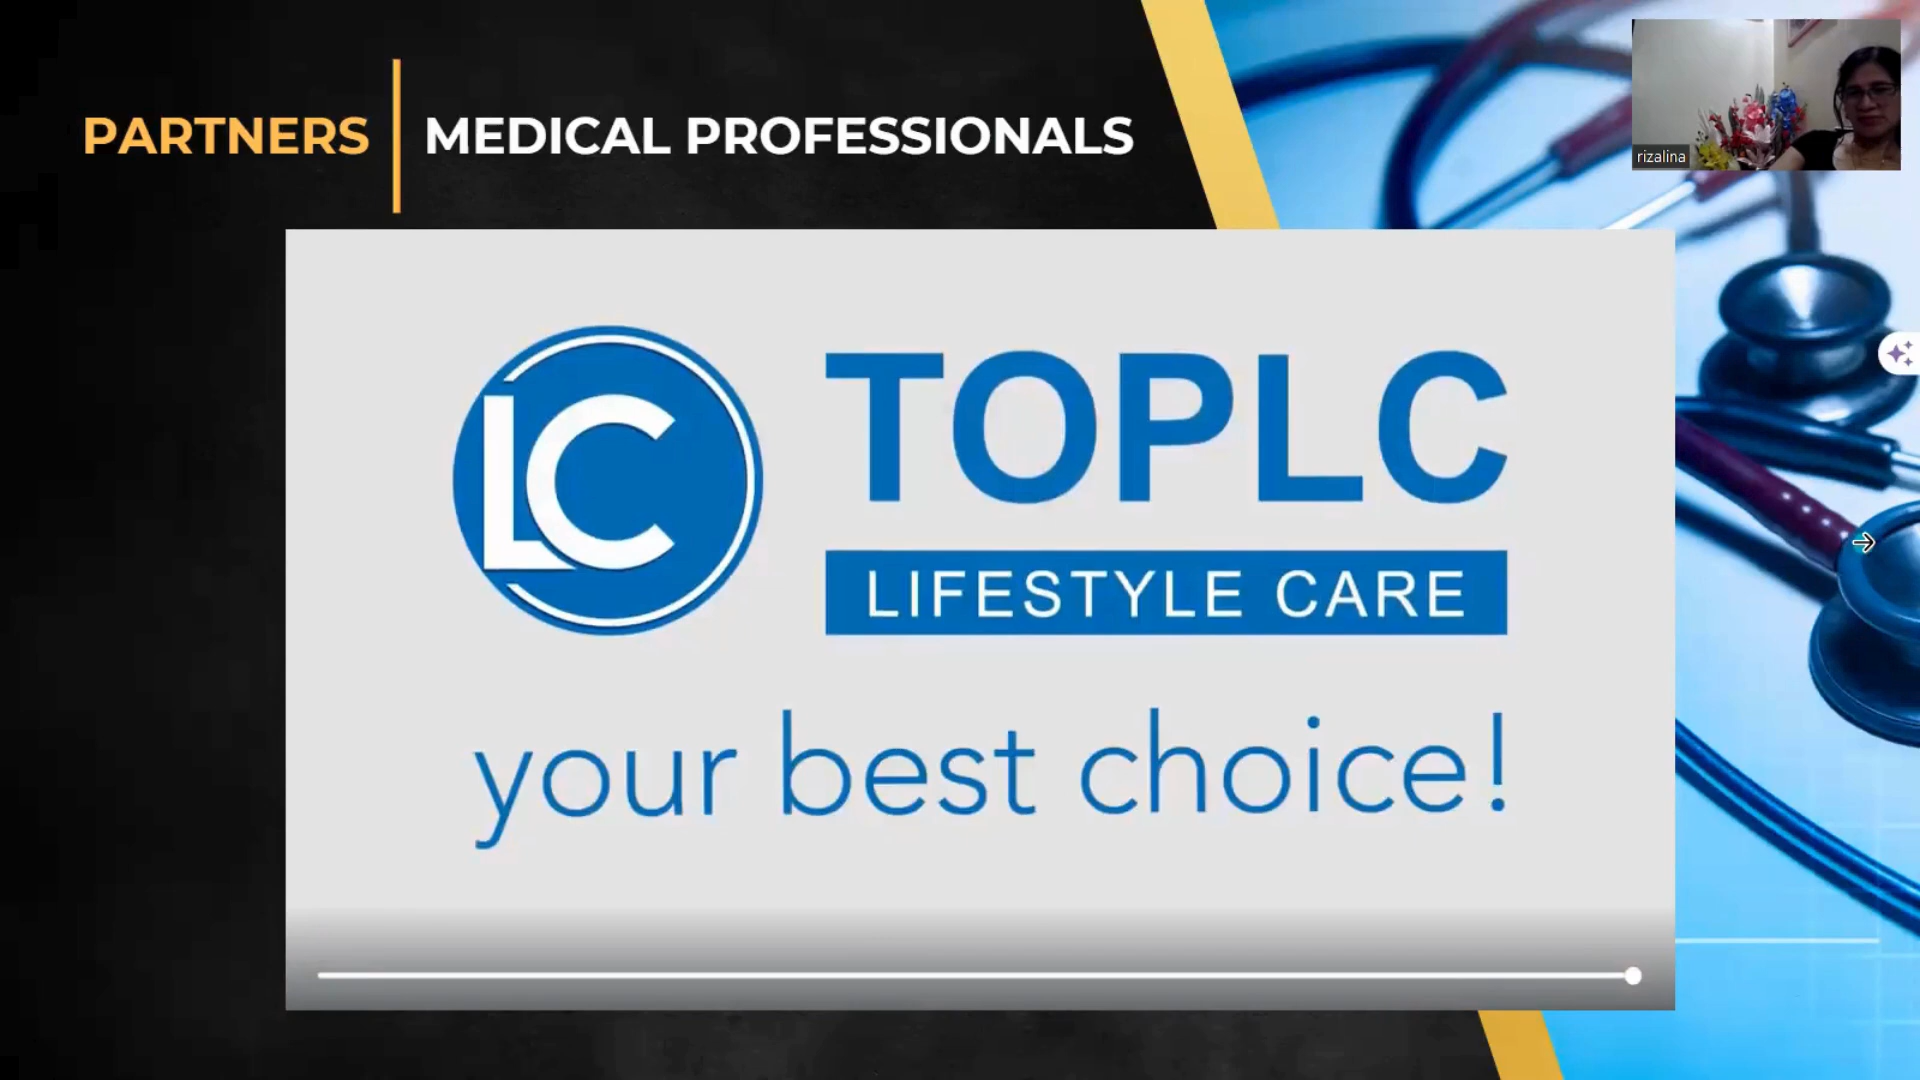 PARTNERS MEDICAL PROFESSIONALS
rizalina
LC TOPLC
LIFESTYLE CARE
your best choice!